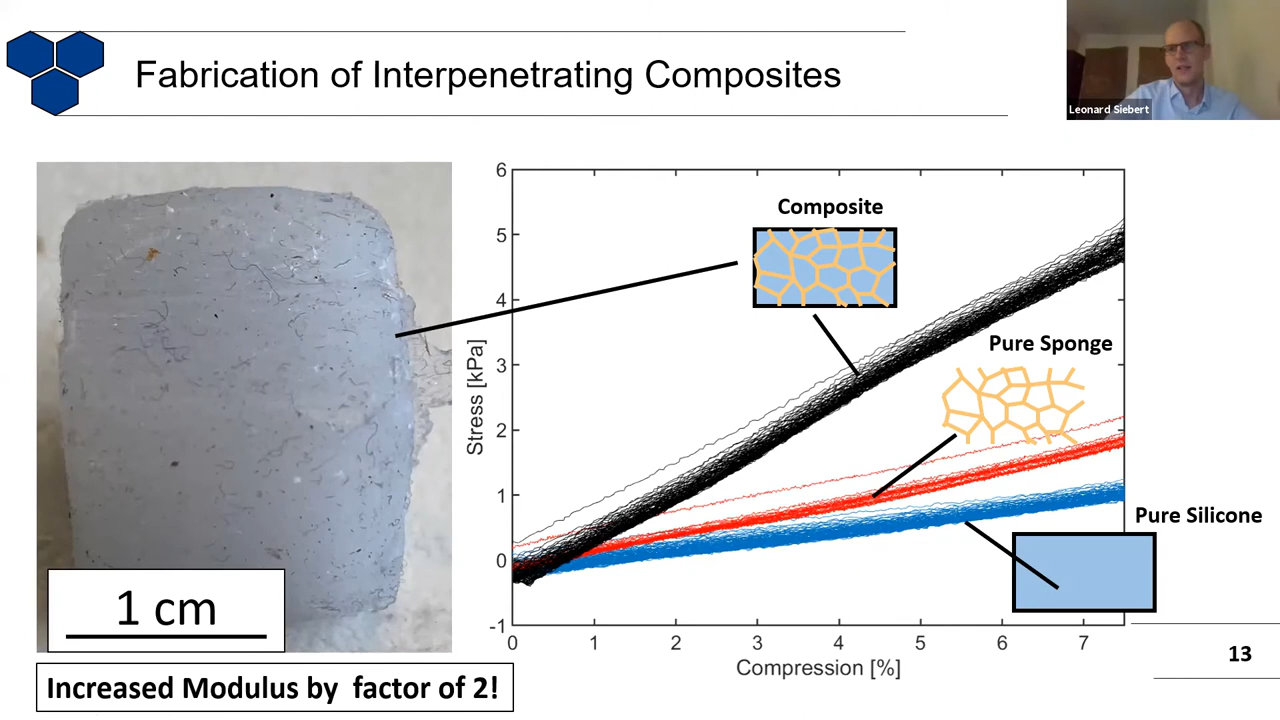 Fabrication of Interpenetrating Composites
Leonard Siebert
1 cm
Increased Modulus by factor of 2!
Stress [kPa]
6
5
4
3
2
1
0
-1
0 1 2 3 4 5 6 7
Compression [%]
Composite
Pure Sponge
Pure Silicone
13